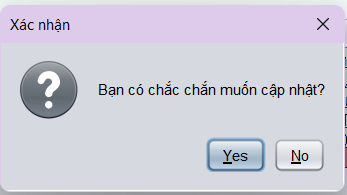 Xác nhận
Bạn có chắc chắn muốn cập nhật?
Yes
No